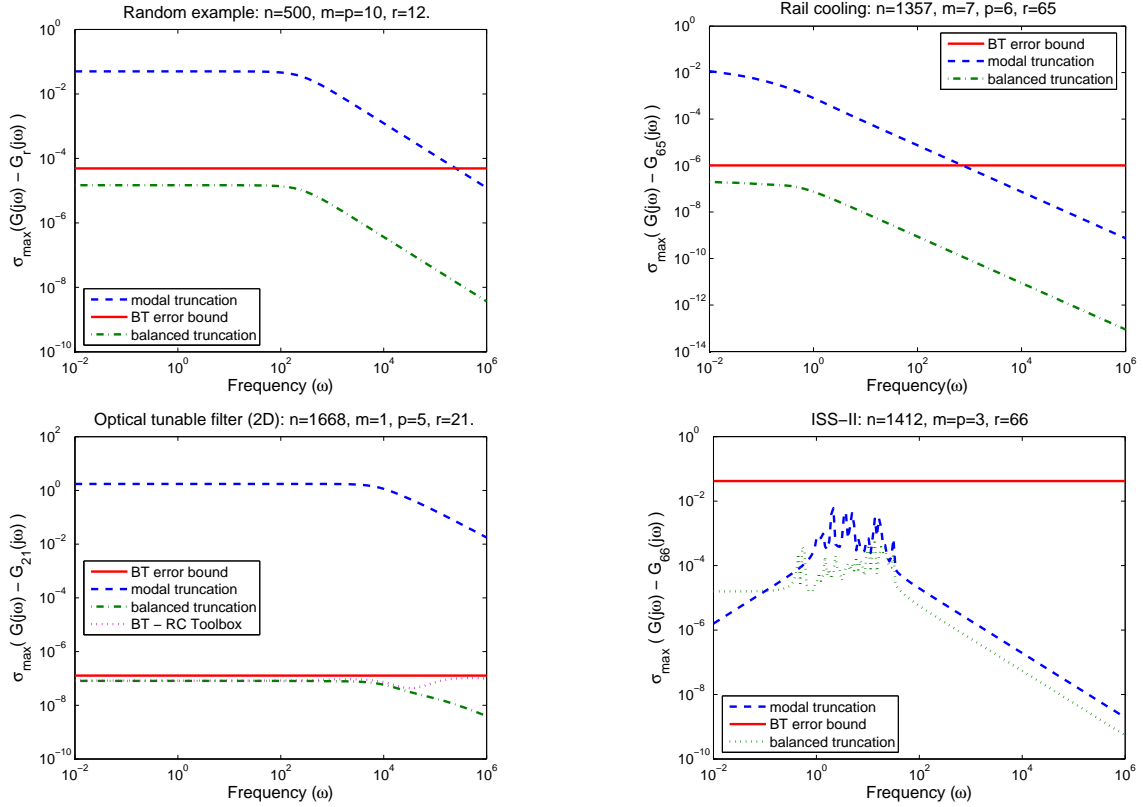 Random example: n=500, m=p=10, r=12.
10^0
10^-2
10^-4
10^-6
10^-8
10^-10
σ_max(G(jω) − G_r(jω))
modal truncation
BT error bound
balanced truncation
10^-2
10^0
10^2
10^4
10^6
Frequency (ω)
Rail cooling: n=1357, m=7, p=6, r=65
10^0
10^-2
10^-4
10^-6
10^-8
10^-10
10^-12
10^-14
σ_max( G(jω) − G_65(jω))
BT error bound
modal truncation
balanced truncation
10^-2
10^0
10^2
10^4
10^6
Frequency(ω)
Optical tunable filter (2D): n=1668, m=1, p=5, r=21.
10^2
10^0
10^-2
10^-4
10^-6
10^-8
10^-10
σ_max( G(jω) − G_21(jω))
BT error bound
modal truncation
balanced truncation
BT − RC Toolbox
10^-2
10^0
10^2
10^4
10^6
Frequency (ω)
ISS−II: n=1412, m=p=3, r=66
10^0
10^-2
10^-4
10^-6
10^-8
10^-10
σ_max ( G(jω) − G_66(jω) )
modal truncation
BT error bound
balanced truncation
10^-2
10^0
10^2
10^4
10^6
Frequency (ω)